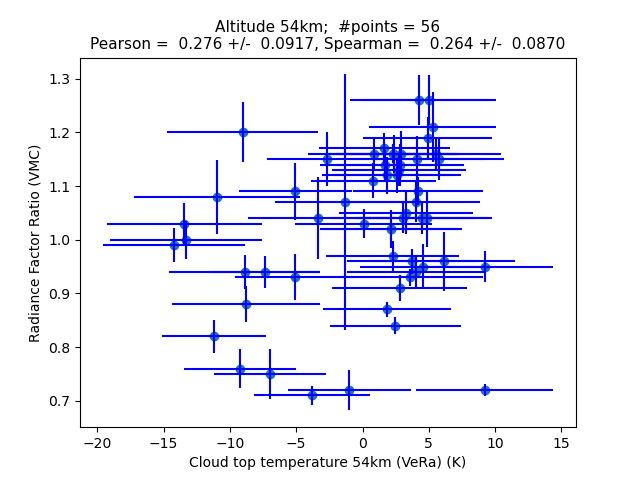 Altitude 54km;  #points = 56
Pearson =  0.276 +/-  0.0917, Spearman =  0.264 +/-  0.0870
1.3
1.2
1.1
1.0
0.9
0.8
0.7
Radiance Factor Ratio (VMC)
−20 −15 −10 −5 0 5 10 15
Cloud top temperature 54km (VeRa) (K)